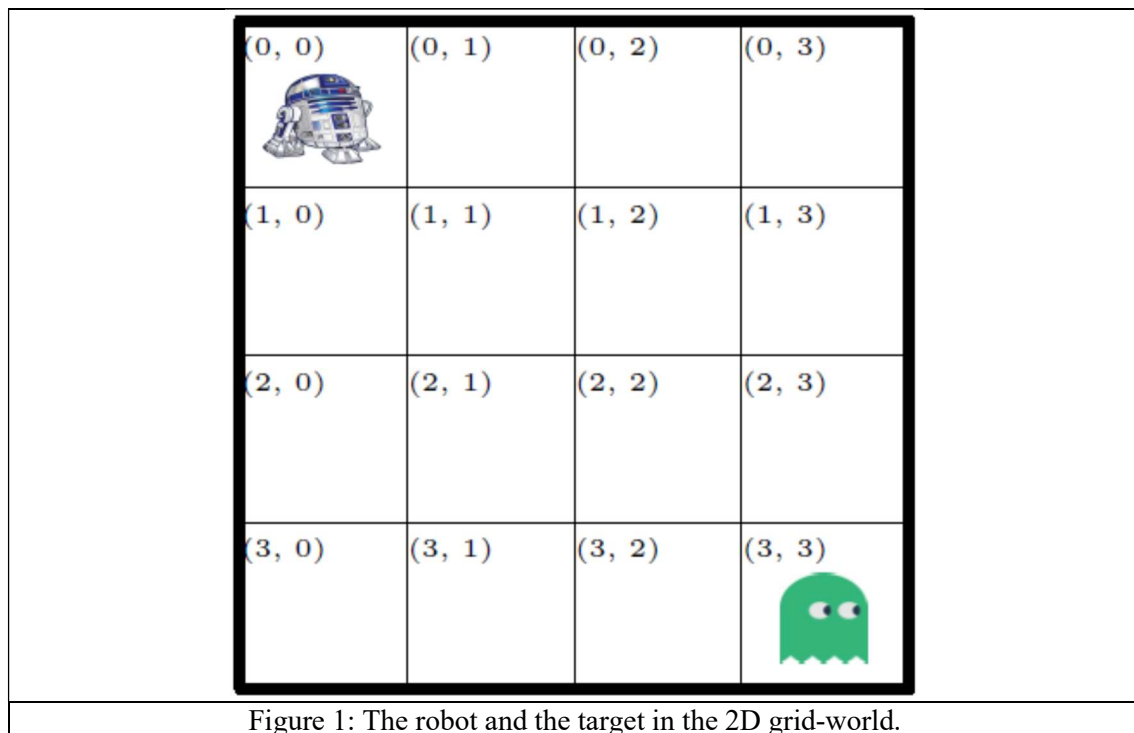 (0, 0) (0, 1) (0, 2) (0, 3)
(1, 0) (1, 1) (1, 2) (1, 3)
(2, 0) (2, 1) (2, 2) (2, 3)
(3, 0) (3, 1) (3, 2) (3, 3)
Figure 1: The robot and the target in the 2D grid-world.